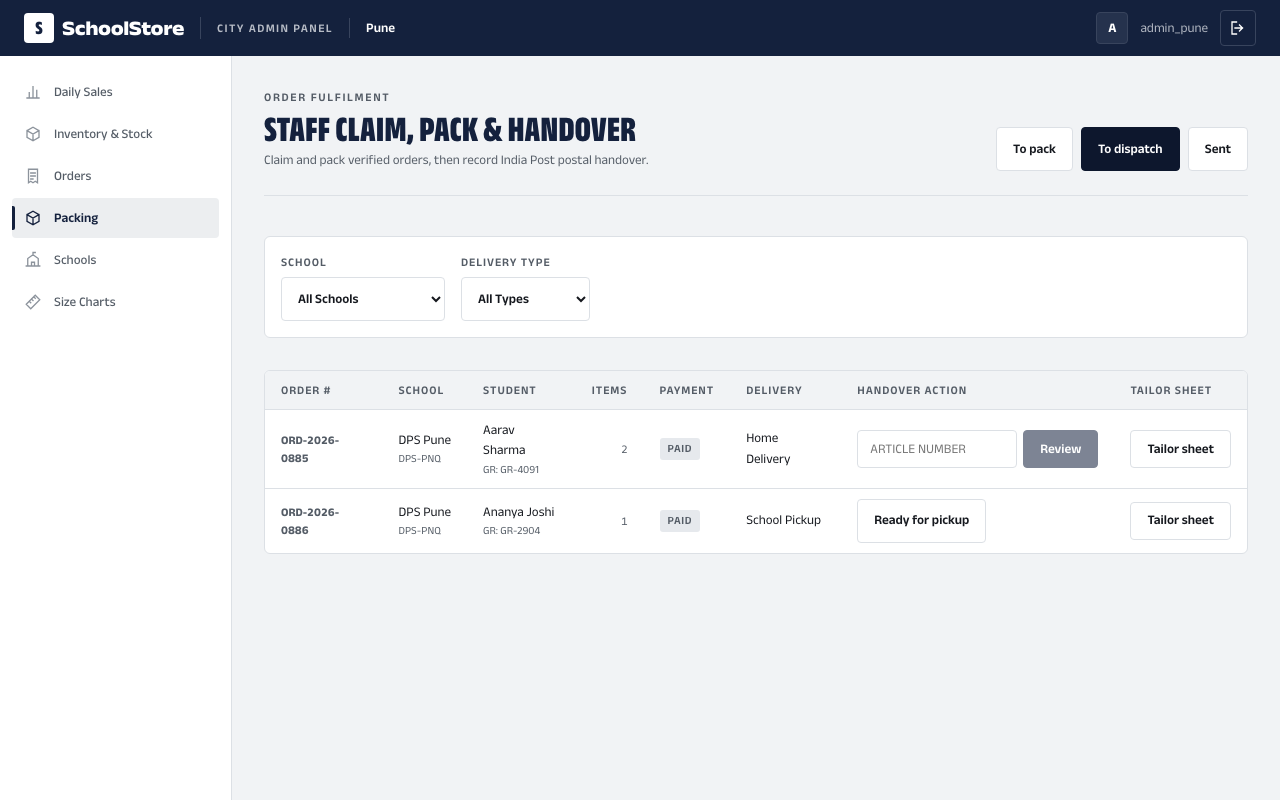 S SchoolStore CITY ADMIN PANEL Pune A admin_pune
Daily Sales
Inventory & Stock
Orders
Packing
Schools
Size Charts
ORDER FULFILMENT
STAFF CLAIM, PACK & HANDOVER
Claim and pack verified orders, then record India Post postal handover.
To pack To dispatch Sent
SCHOOL DELIVERY TYPE
All Schools All Types
ORDER # SCHOOL STUDENT ITEMS PAYMENT DELIVERY HANDOVER ACTION TAILOR SHEET
ORD-2026-
0885
DPS Pune
DPS-PNQ
Aarav
Sharma
GR: GR-4091
2
PAID
Home
Delivery
ARTICLE NUMBER Review
Tailor sheet
ORD-2026-
0886
DPS Pune
DPS-PNQ
Ananya Joshi
GR: GR-2904
1
PAID
School Pickup
Ready for pickup
Tailor sheet